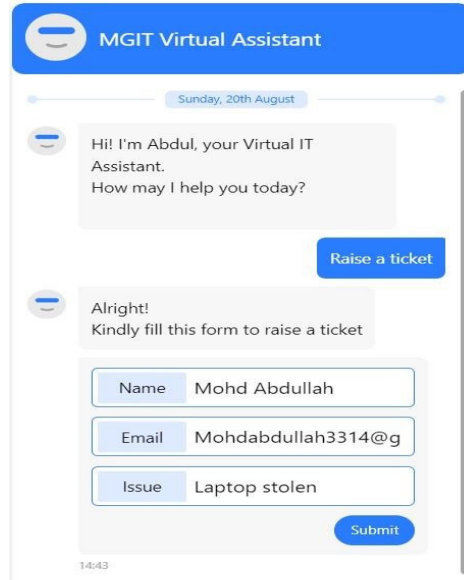 MGIT Virtual Assistant
Sunday, 20th August
Hi! I'm Abdul, your Virtual IT
Assistant.
How may I help you today?
Raise a ticket
Alright!
Kindly fill this form to raise a ticket
Name Mohd Abdullah
Email Mohdabdullah3314@g
Issue Laptop stolen
Submit
14:43